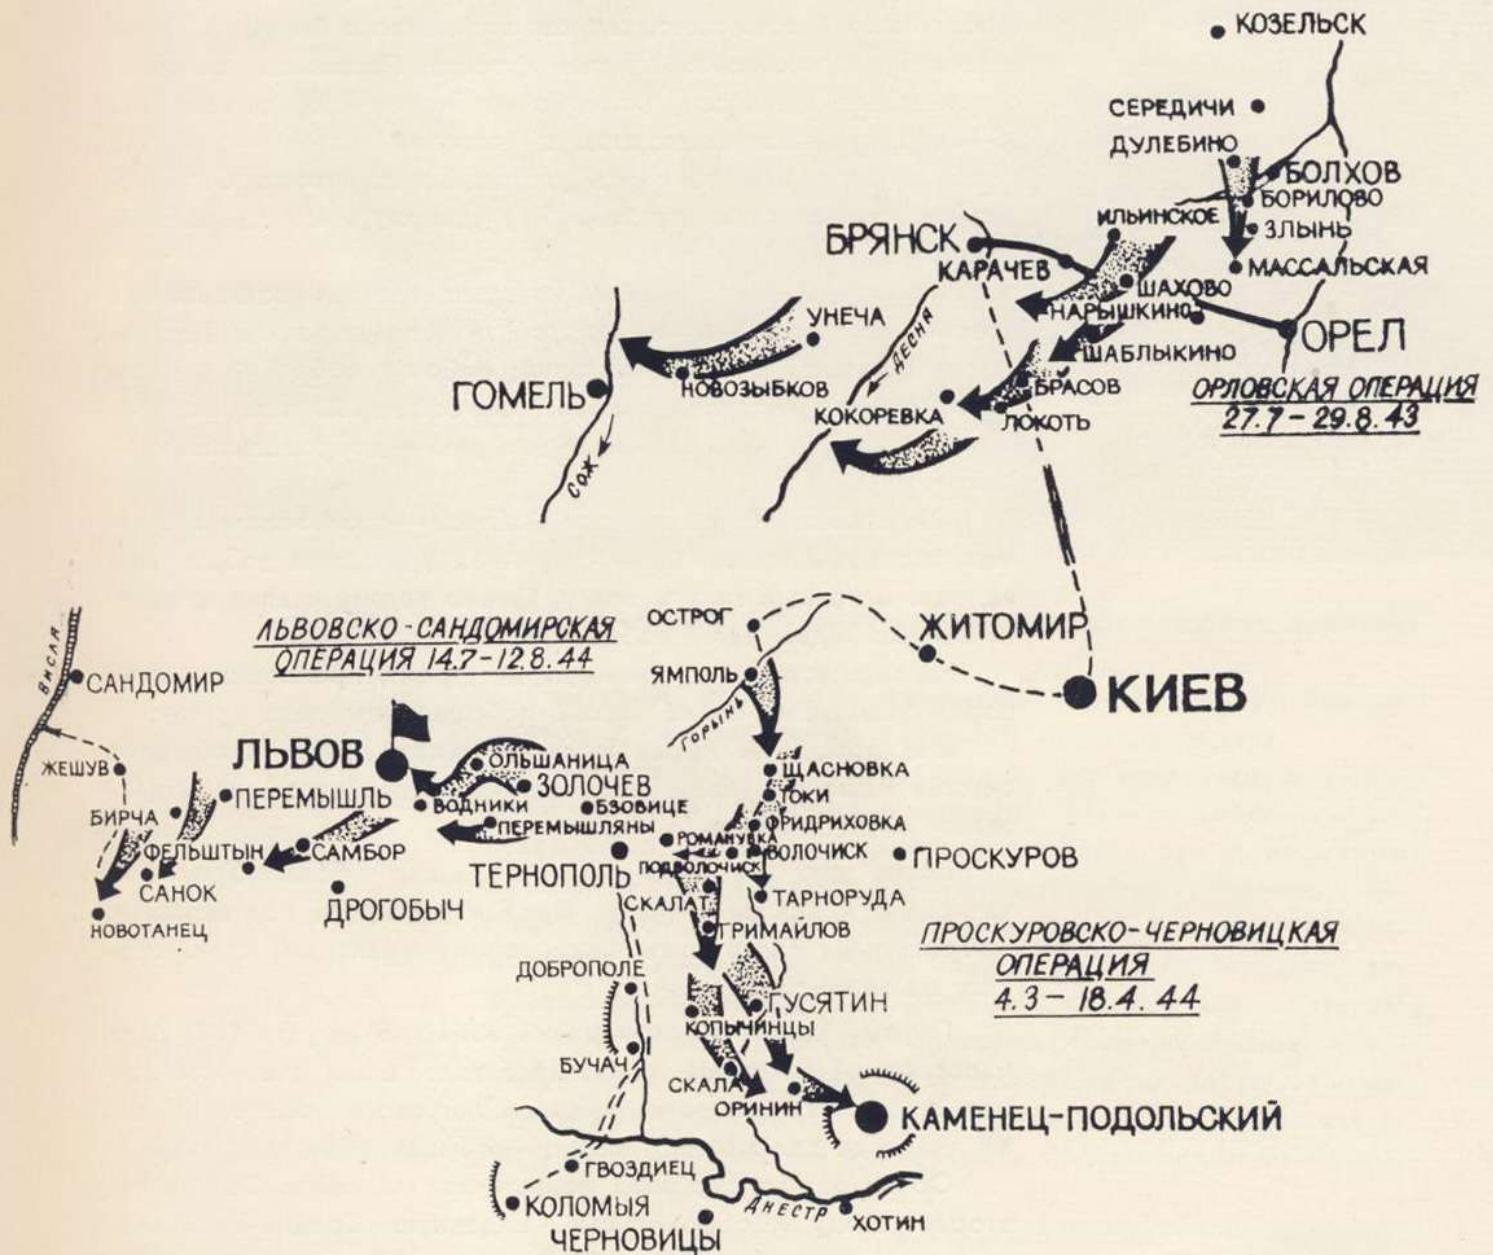 КОЗЕЛЬСК
СЕРЕДИЧИ
ДУЛЕБИНО
БОЛХОВ
БОРИЛОВО
ИЛЬИНСКОЕ
ЗЛЫНЬ
БРЯНСК
КАРАЧЕВ
МАССАЛЬСКАЯ
ШАХОВО
НАРЫШКИНО
УНЕЧА
ОРЕЛ
ДЕСНА
ШАБЛЫКИНО
ГОМЕЛЬ
НОВОЗЫБКОВ
БРАСОВ
ОРЛОВСКАЯ ОПЕРАЦИЯ
27.7-29.8.43
КОКОРЕВКА
ЛОКОТЬ
СОЖ
ОСТРОГ
ЖИТОМИР
ЛЬВОВСКО-САНДОМИРСКАЯ
ОПЕРАЦИЯ 14.7-12.8.44
ВИСЛА
САНДОМИР
ЯМПОЛЬ
КИЕВ
ГОРЫНЬ
ЛЬВОВ
ОЛЬШАНИЦА
ЖЕШУВ
ЩАСНОВКА
ЗОЛОЧЕВ
ПЕРЕМЫШЛЬ
ВОДНИКИ
БЗОВИЦЕ
ТОКИ
БИРЧА
ПЕРЕМЫШЛЯНЫ
ФРИДРИХОВКА
РОМАНУВКА
ФЕЛЬШТЫН
САМБОР
ВОЛОЧИСК
ПРОСКУРОВ
ТЕРНОПОЛЬ
ПОДВОЛОЧИСК
САНОК
ДРОГОБЫЧ
СКАЛАТ
ТАРНОРУДА
НОВОТАНЕЦ
ГРИМАЙЛОВ
ПРОСКУРОВСКО-ЧЕРНОВИЦКАЯ
ОПЕРАЦИЯ
4.3-18.4.44
ДОБРОПОЛЕ
ГУСЯТИН
КОПЫЧИНЦЫ
БУЧАЧ
СКАЛА
ОРИНИН
КАМЕНЕЦ-ПОДОЛЬСКИЙ
ГВОЗДИЕЦ
КОЛОМЫЯ
ДНЕСТР
ХОТИН
ЧЕРНОВИЦЫ